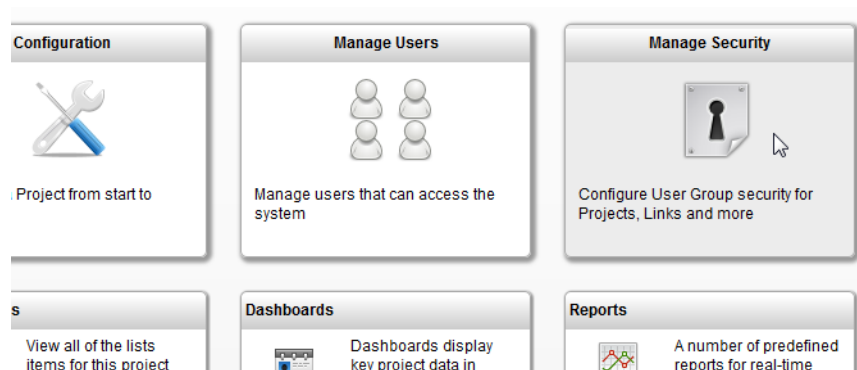 Configuration
Manage Users
Manage Security
Project from start to
Manage users that can access the
system
Configure User Group security for
Projects, Links and more
s
Dashboards
Reports
View all of the lists
items for this project
Dashboards display
key project data in
A number of predefined
reports for real-time